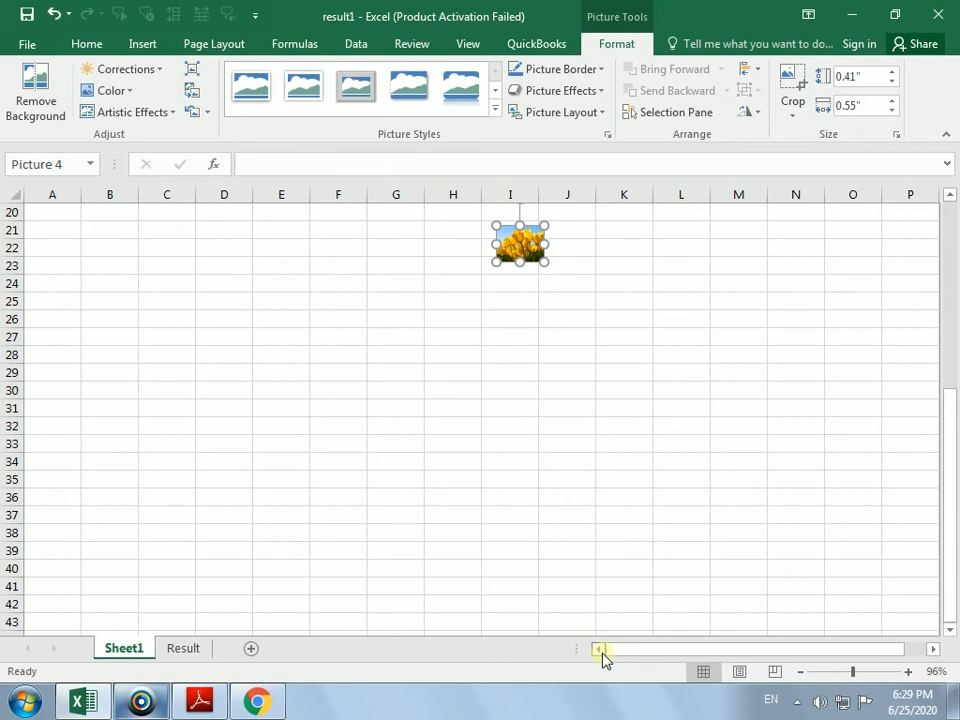 result1 - Excel (Product Activation Failed)
Picture Tools
File Home Insert Page Layout Formulas Data Review View QuickBooks Format Tell me what you want to do... Sign in Share
Remove Background
Corrections
Color
Artistic Effects
Adjust
Picture Styles
Picture Border
Picture Effects
Picture Layout
Bring Forward
Send Backward
Selection Pane
Arrange
Crop
0.41"
0.55"
Size
Picture 4 fx
A B C D E F G H I J K L M N O P
20
21
22
23
24
25
26
27
28
29
30
31
32
33
34
35
36
37
38
39
40
41
42
43
Sheet1 Result
Ready 96%
EN 6:29 PM
6/25/2020